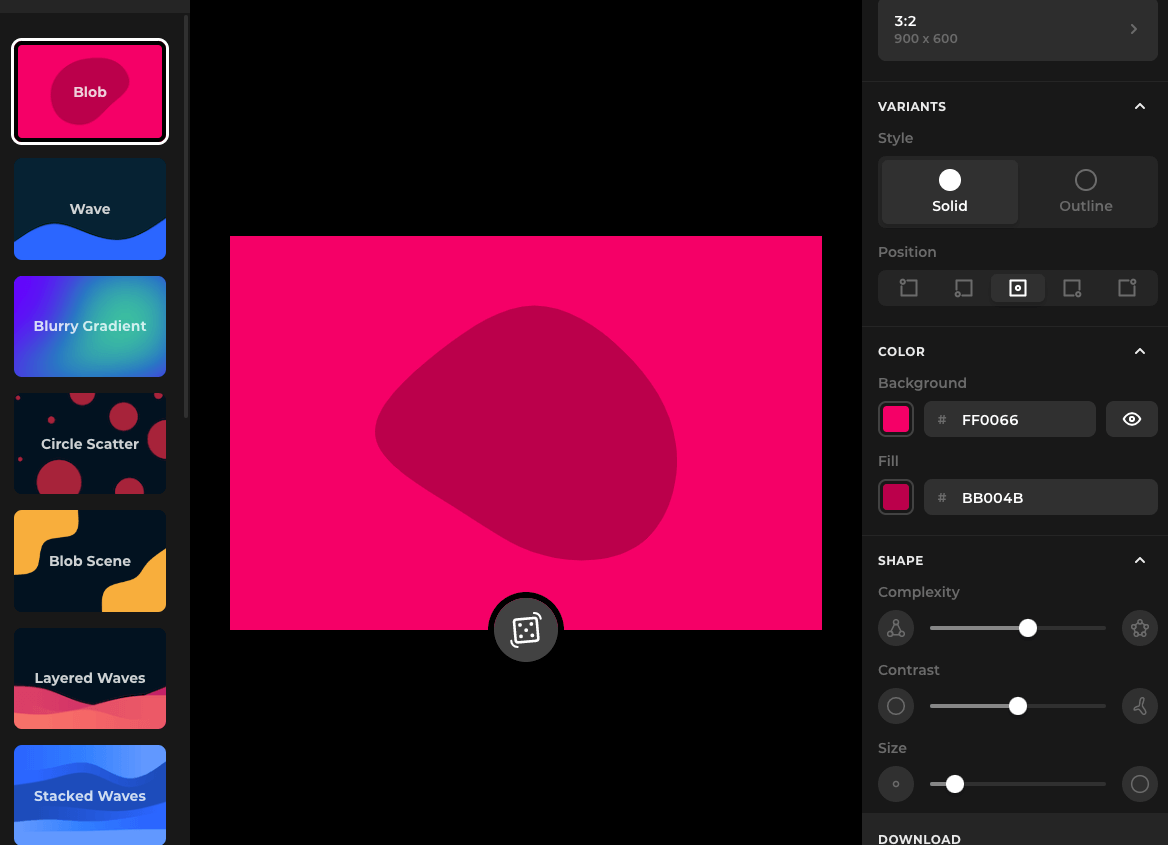 Blob
Wave
Blurry Gradient
Circle Scatter
Blob Scene
Layered Waves
Stacked Waves
3:2
900 x 600
VARIANTS
Style
Solid
Outline
Position
COLOR
Background
# FF0066
Fill
# BB004B
SHAPE
Complexity
Contrast
Size
DOWNLOAD